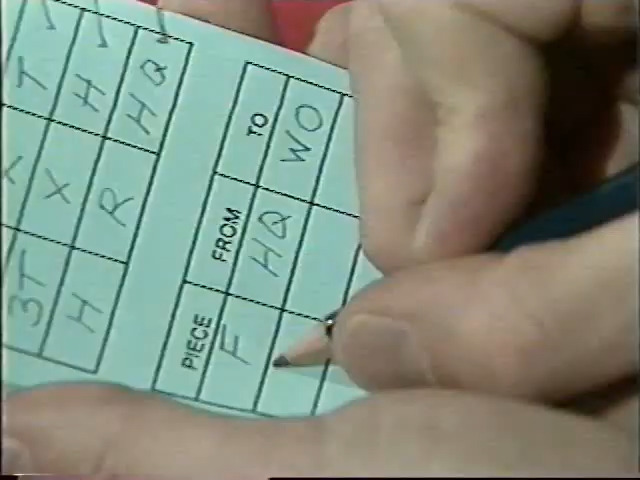 T ✓
3T X H ✓
H R HQ ✓
PIECE FROM TO
F HQ WO